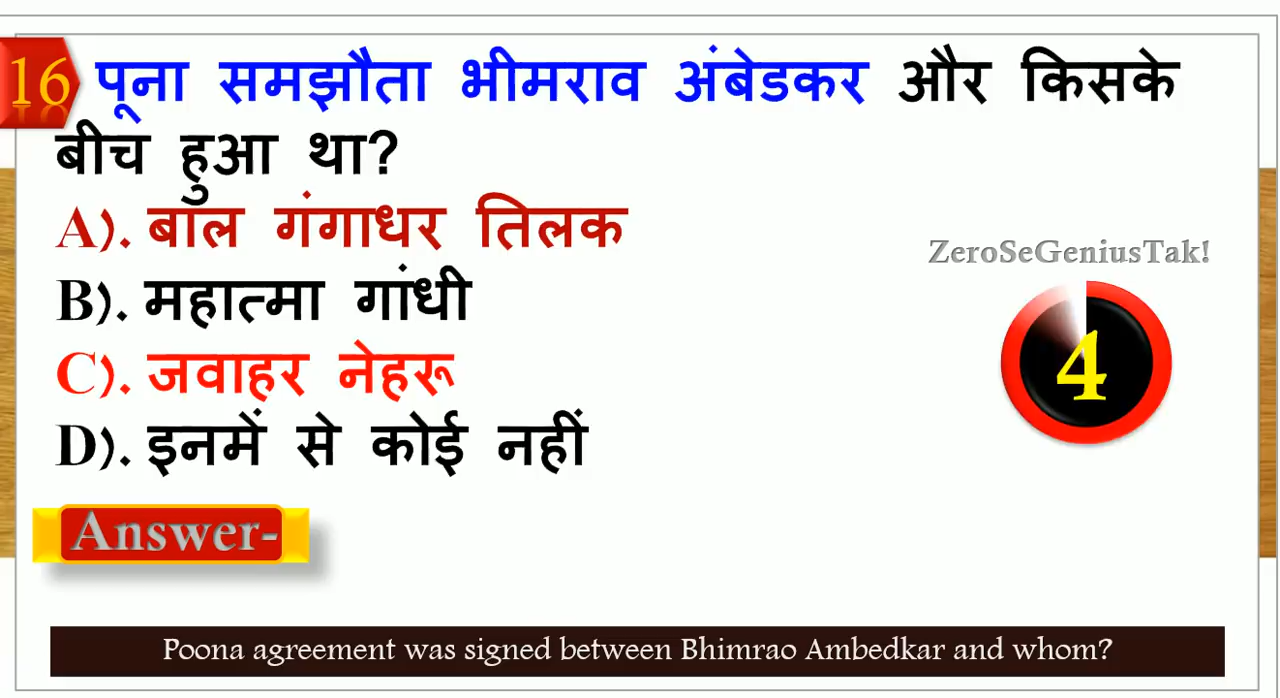 16 पूना समझौता भीमराव अंबेडकर और किसके
बीच हुआ था?
A). बाल गंगाधर तिलक
ZeroSeGeniusTak!
B). महात्मा गांधी
4
C). जवाहर नेहरू
D). इनमें से कोई नहीं
Answer-
Poona agreement was signed between Bhimrao Ambedkar and whom?